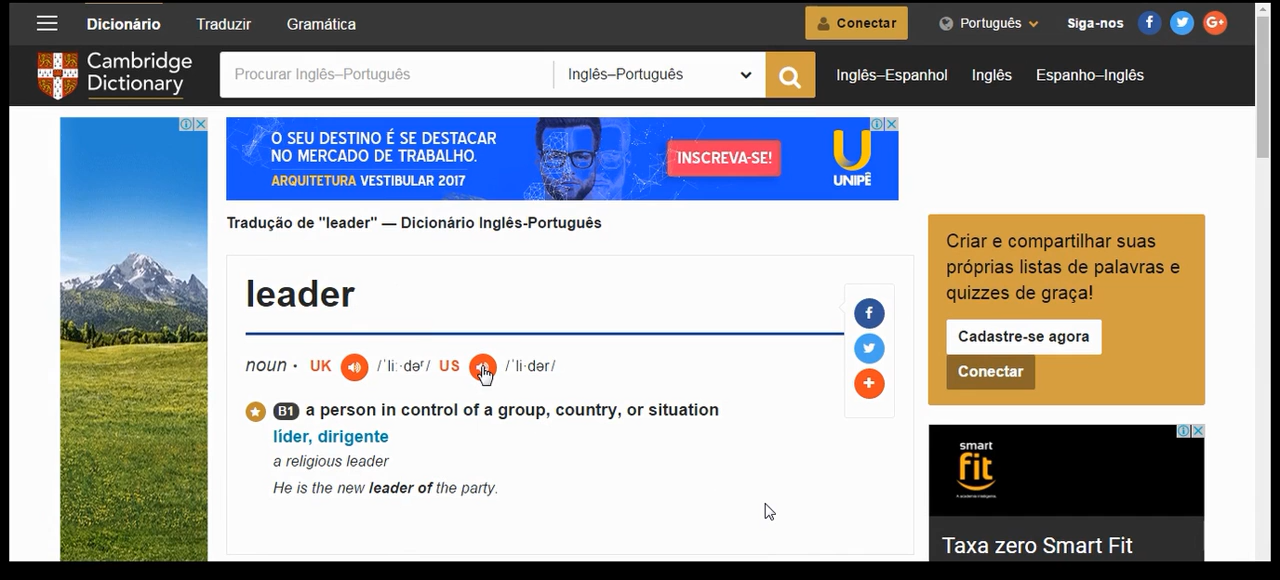 Dicionário Traduzir Gramática Conectar Português Siga-nos
Cambridge
Dictionary
Procurar Inglês–Português Inglês–Português Inglês–Espanhol Inglês Espanho–Inglês
O SEU DESTINO É SE DESTACAR
NO MERCADO DE TRABALHO.
ARQUITETURA VESTIBULAR 2017
INSCREVA-SE!
UNIPÊ
Tradução de "leader" — Dicionário Inglês-Português
leader
noun · UK /ˈliː·dəʳ/ US /ˈli·dər/
B1 a person in control of a group, country, or situation
líder, dirigente
a religious leader
He is the new leader of the party.
Criar e compartilhar suas
próprias listas de palavras e
quizzes de graça!
Cadastre-se agora
Conectar
smart
fit
Taxa zero Smart Fit